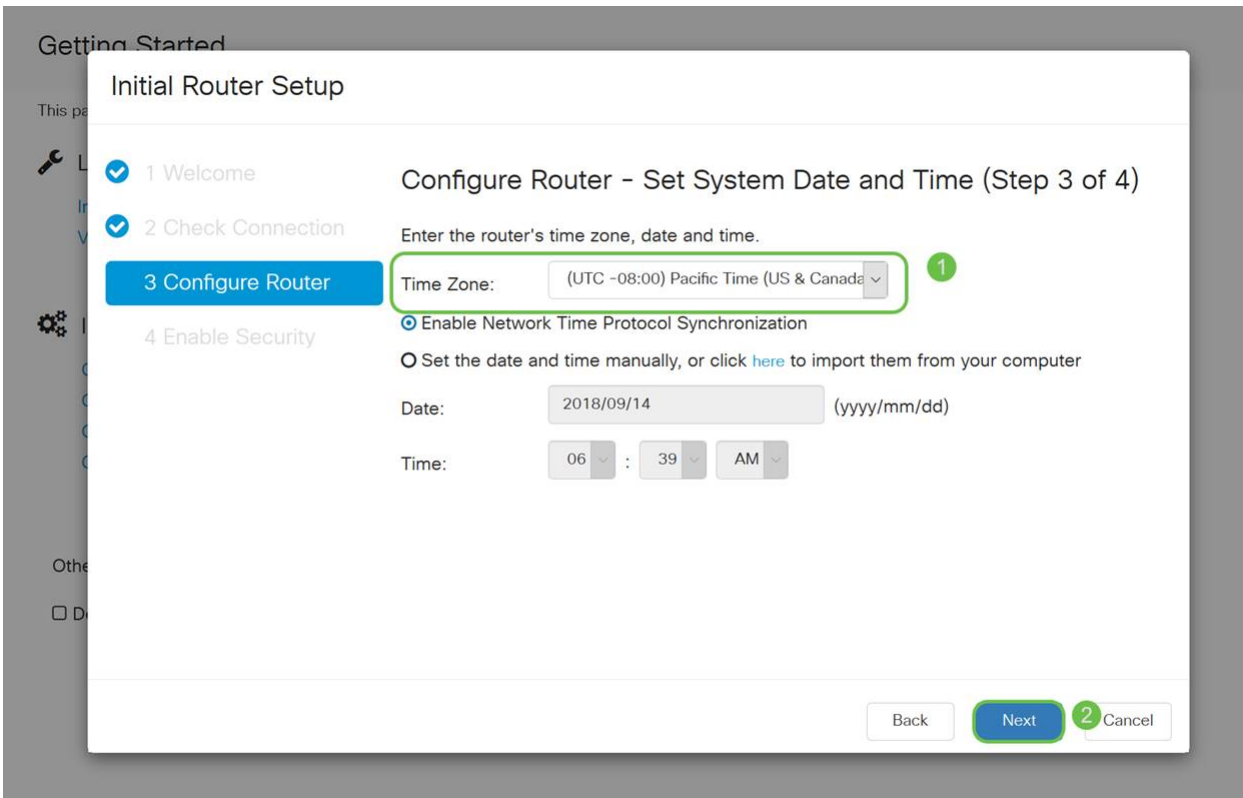 Getting Started
Initial Router Setup
This pa
1 Welcome
2 Check Connection
3 Configure Router
4 Enable Security
Configure Router - Set System Date and Time (Step 3 of 4)
Enter the router's time zone, date and time.
Time Zone: (UTC -08:00) Pacific Time (US & Canada
1
Enable Network Time Protocol Synchronization
Set the date and time manually, or click here to import them from your computer
Date: 2018/09/14 (yyyy/mm/dd)
Time: 06 : 39 AM
Othe
Back Next 2 Cancel